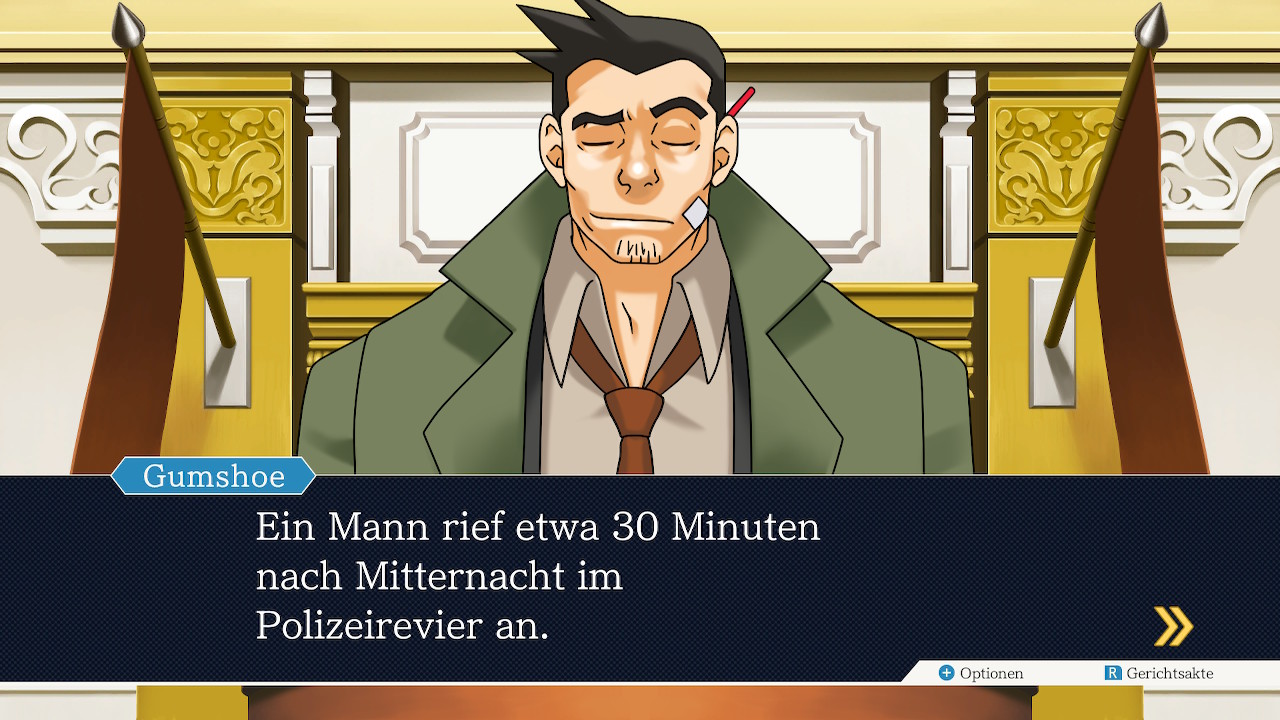 Gumshoe
Ein Mann rief etwa 30 Minuten
nach Mitternacht im
Polizeirevier an.
+ Optionen
R Gerichtsakte